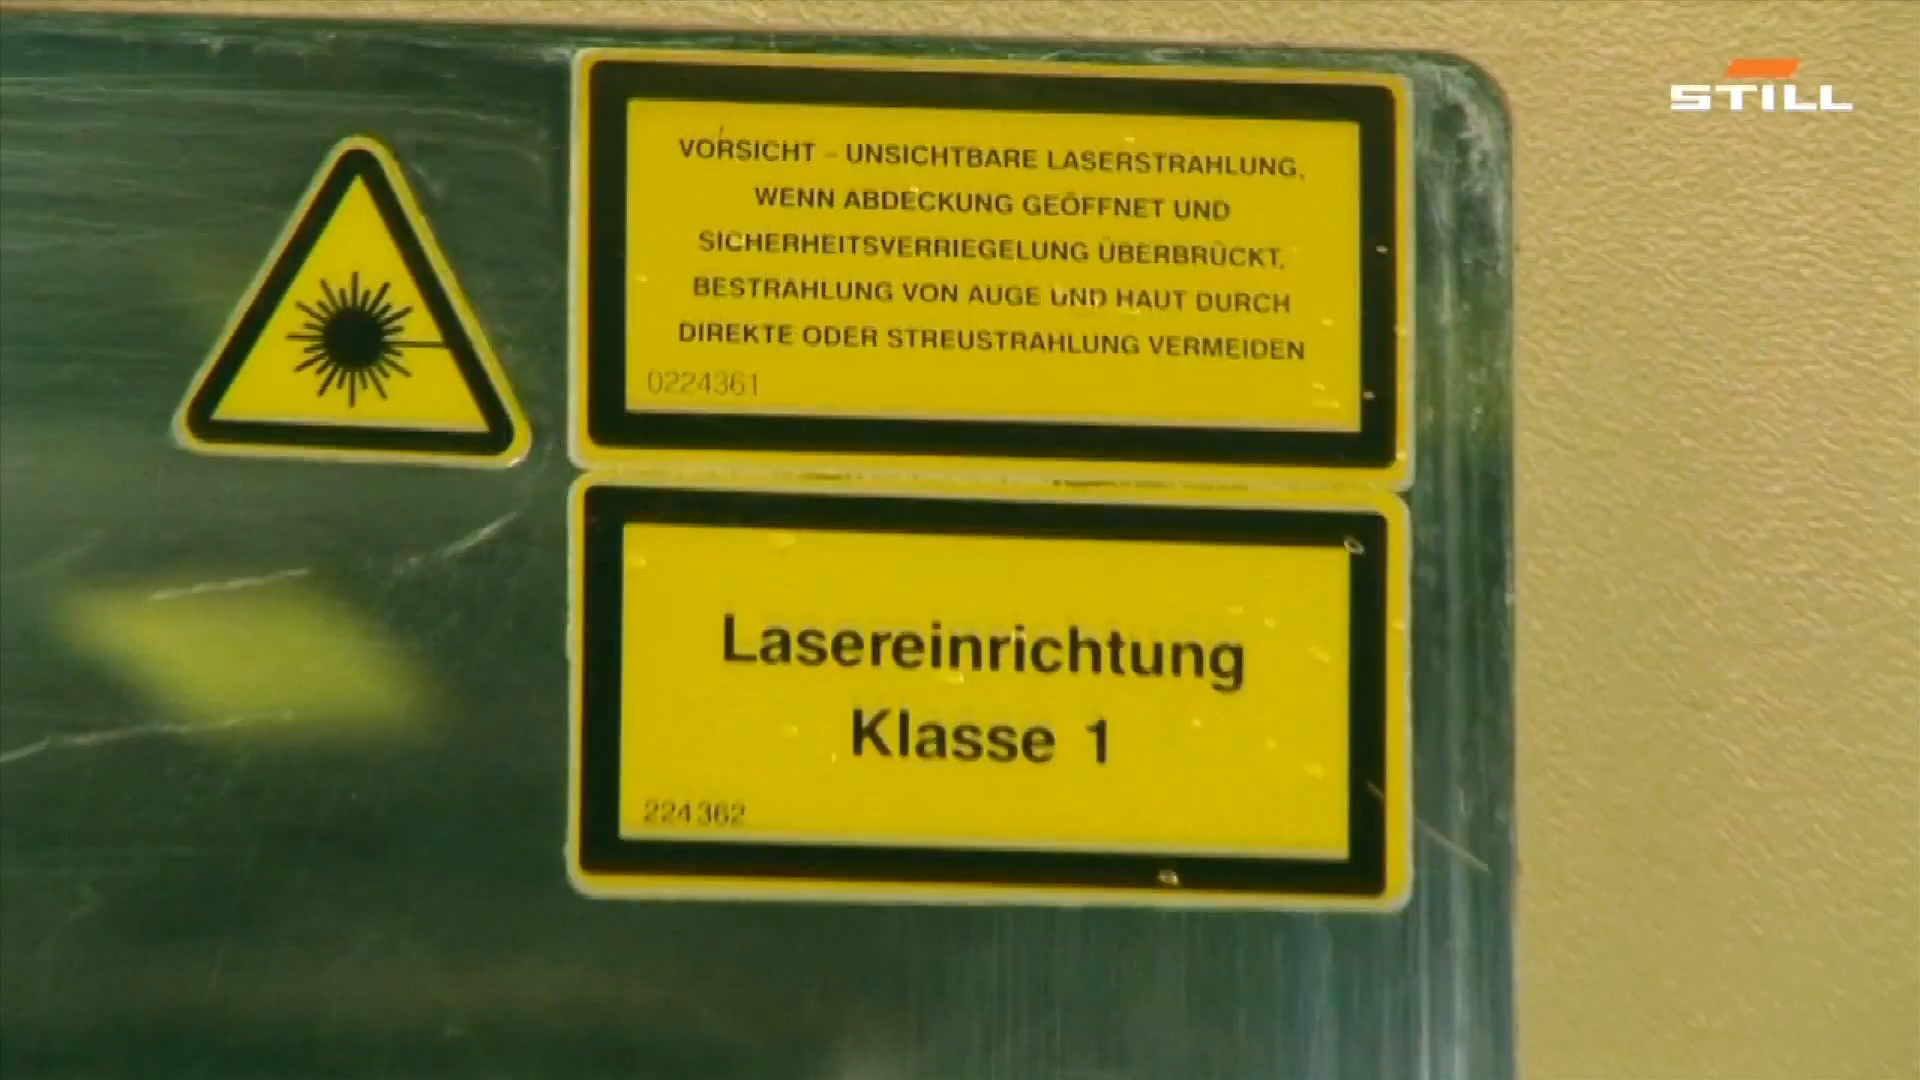 STILL
VORSICHT – UNSICHTBARE LASERSTRAHLUNG,
WENN ABDECKUNG GEÖFFNET UND
SICHERHEITSVERRIEGELUNG ÜBERBRÜCKT.
BESTRAHLUNG VON AUGE UND HAUT DURCH
DIREKTE ODER STREUSTRAHLUNG VERMEIDEN
0224361
Lasereinrichtung
Klasse 1
224362